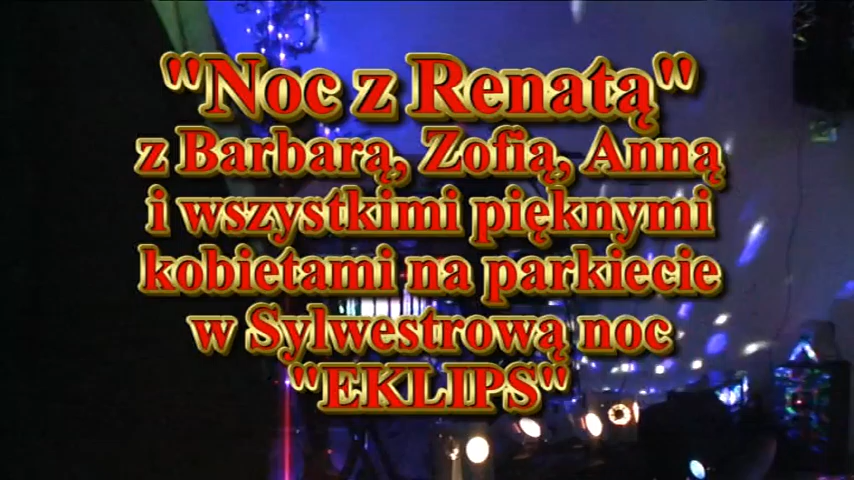 "Noc z Renatą"
z Barbarą, Zofią, Anną
i wszystkimi pięknymi
kobietami na parkiecie
w Sylwestrową noc
"EKLIPS"